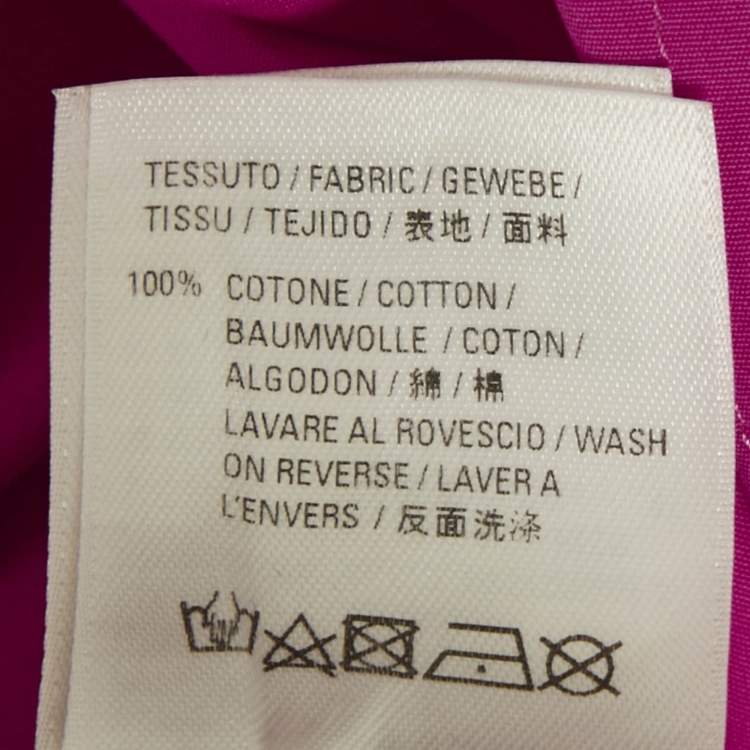 TESSUTO / FABRIC / GEWEBE /
TISSU / TEJIDO / 表地 / 面料
100% COTONE / COTTON /
BAUMWOLLE / COTON /
ALGODON / 綿 / 棉
LAVARE AL ROVESCIO / WASH
ON REVERSE / LAVER A
L'ENVERS / 反面洗涤